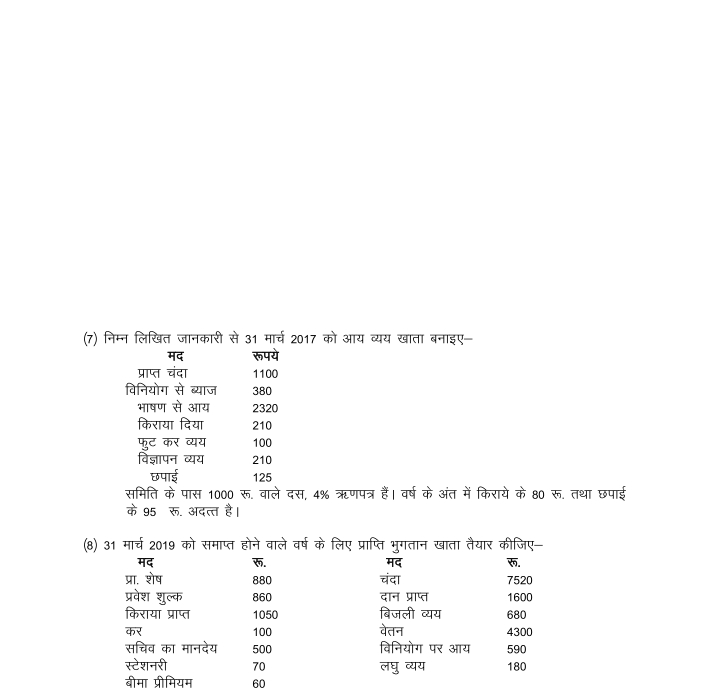 (7) निम्न लिखित जानकारी से 31 मार्च 2017 को आय व्यय खाता बनाइए–
मद रूपये
प्राप्त चंदा 1100
विनियोग से ब्याज 380
भाषण से आय 2320
किराया दिया 210
फुट कर व्यय 100
विज्ञापन व्यय 210
छपाई 125
समिति के पास 1000 रू. वाले दस, 4% ऋणपत्र हैं। वर्ष के अंत में किराये के 80 रू. तथा छपाई
के 95 रू. अदत्त है।
(8) 31 मार्च 2019 को समाप्त होने वाले वर्ष के लिए प्राप्ति भुगतान खाता तैयार कीजिए–
मद रू. मद रू.
प्रा. शेष 880 चंदा 7520
प्रवेश शुल्क 860 दान प्राप्त 1600
किराया प्राप्त 1050 बिजली व्यय 680
कर 100 वेतन 4300
सचिव का मानदेय 500 विनियोग पर आय 590
स्टेशनरी 70 लघु व्यय 180
बीमा प्रीमियम 60